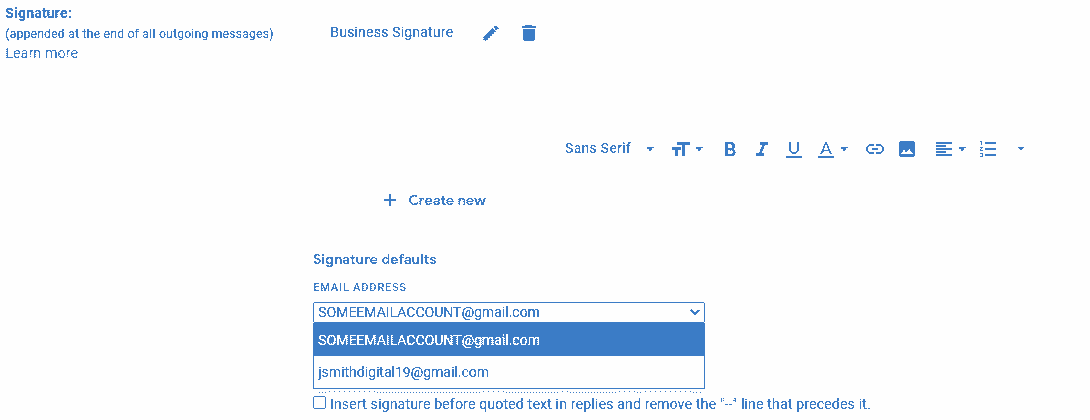 Signature:
(appended at the end of all outgoing messages)
Learn more
Business Signature
Sans Serif
Create new
Signature defaults
EMAIL ADDRESS
SOMEEMAILACCOUNT@gmail.com
SOMEEMAILACCOUNT@gmail.com
jsmithdigital19@gmail.com
Insert signature before quoted text in replies and remove the "--" line that precedes it.